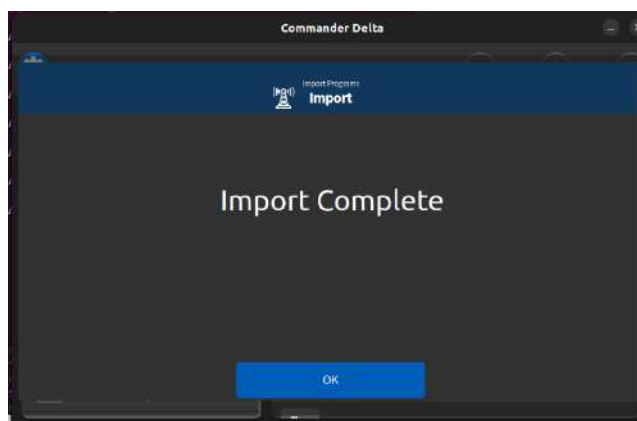 Commander Delta
Import Programs
Import
Import Complete
OK